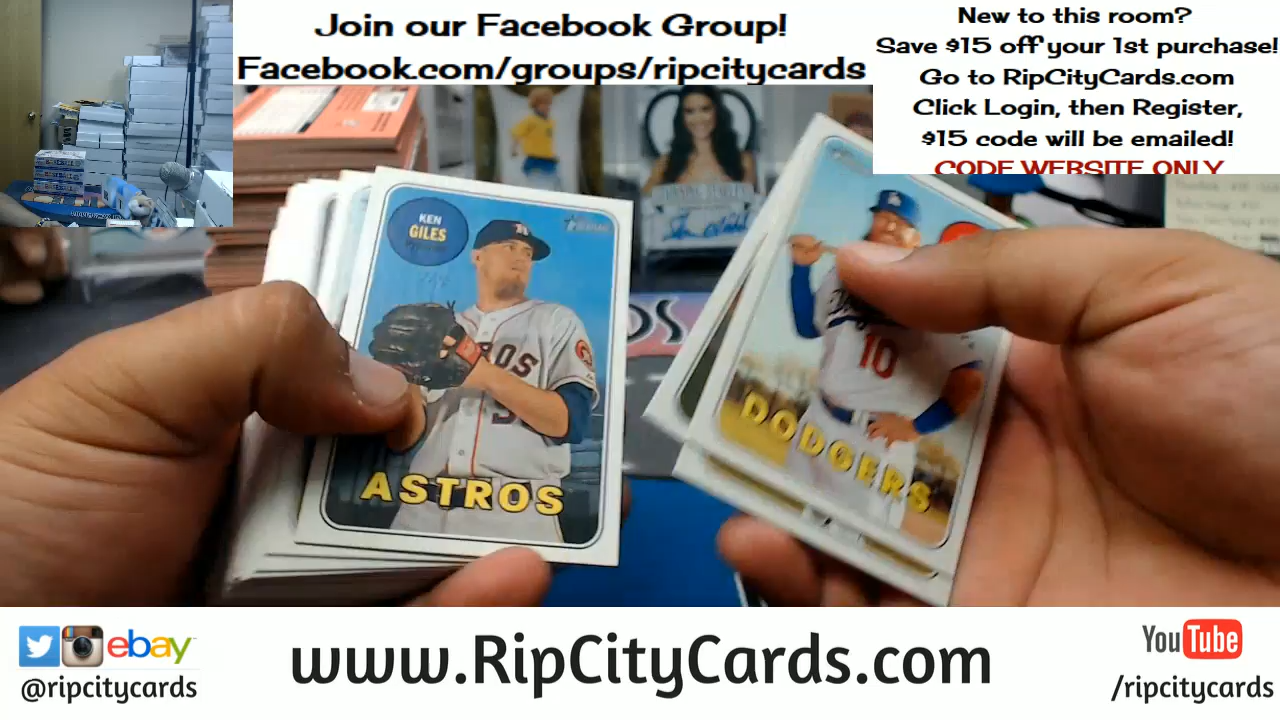 Join our Facebook Group!
Facebook.com/groups/ripcitycards
New to this room?
Save $15 off your 1st purchase!
Go to RipCityCards.com
Click Login, then Register,
$15 code will be emailed!
CODE WEBSITE ONLY
KEN
GILES
ASTROS
10
DODGERS
ebay
@ripcitycards
www.RipCityCards.com
YouTube
/ripcitycards